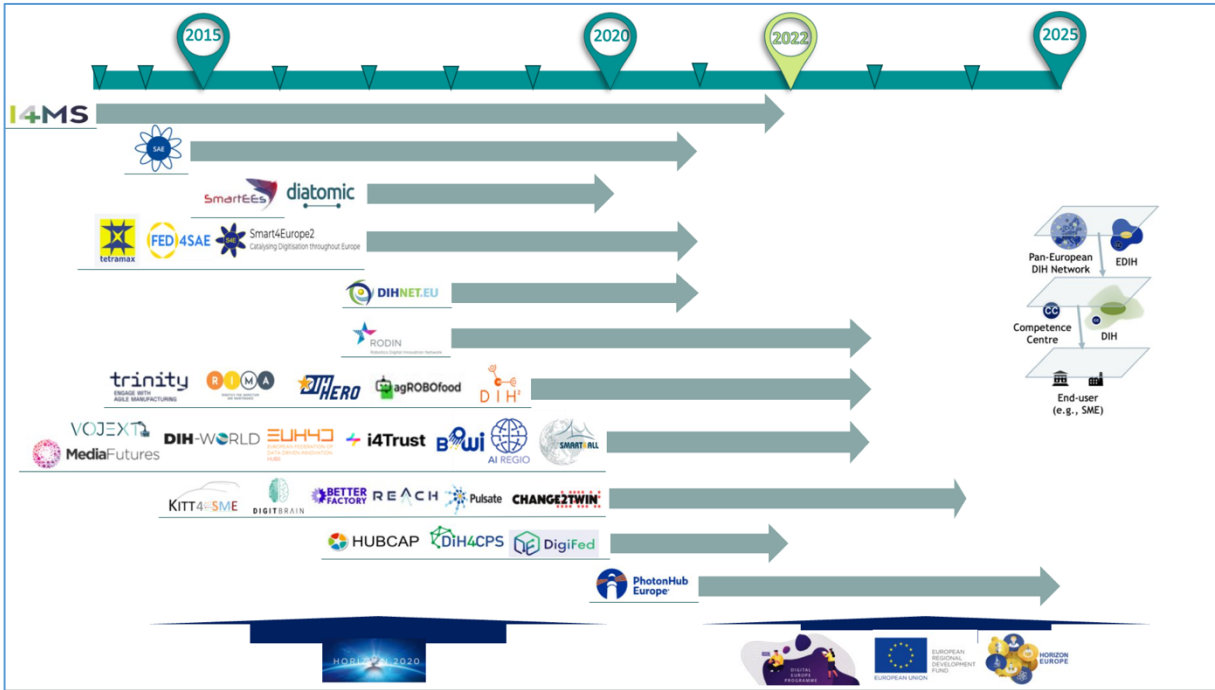 2015
2020
2022
2025
I4MS
SAE
SmartEEs
diatomic
tetramax
FED4SAE
S4E
Smart4Europe2
Catalysing Digitisation throughout Europe
DIHNET.EU
RODIN
Robotics Digital Innovation Network
trinity
ENGAGE WITH
AGILE MANUFACTURING
RIMA
DIH HERO
agROBOfood
DIH²
VOJEXT
MediaFutures
DIH-WORLD
EUHUBS4DATA
EUROPEAN FEDERATION OF
DATA DRIVEN INNOVATION
HUBS
i4Trust
BOWI
AI REGIO
SMART4ALL
KITT4SME
DIGITBRAIN
BETTER
FACTORY
REACH
Pulsate
CHANGE2TWIN
HUBCAP
DiH4CPS
DigiFed
PhotonHub
Europe
HORIZON 2020
DIGITAL
EUROPE
PROGRAMME
EUROPEAN UNION
EUROPEAN
REGIONAL
DEVELOPMENT
FUND
HORIZON
EUROPE
Pan-European
DIH Network
EDIH
CC
Competence
Centre
CC
DIH
End-user
(e.g., SME)